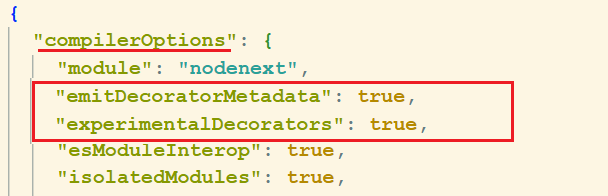 {
"compilerOptions": {
"module": "nodenext",
"emitDecoratorMetadata": true,
"experimentalDecorators": true,
"esModuleInterop": true,
"isolatedModules": true,